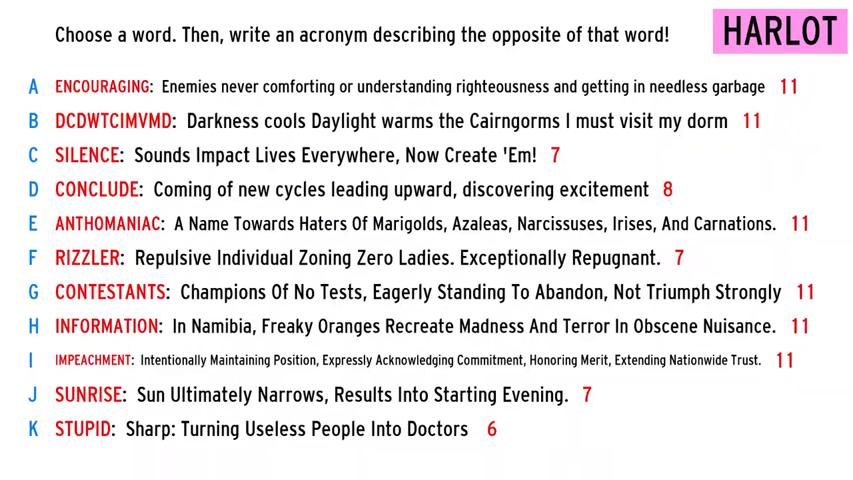 Choose a word. Then, write an acronym describing the opposite of that word!
HARLOT
A ENCOURAGING: Enemies never comforting or understanding righteousness and getting in needless garbage 11
B DCDWTCIMVMD: Darkness cools Daylight warms the Cairngorms I must visit my dorm 11
C SILENCE: Sounds Impact Lives Everywhere, Now Create 'Em! 7
D CONCLUDE: Coming of new cycles leading upward, discovering excitement 8
E ANTHOMANIAC: A Name Towards Haters Of Marigolds, Azaleas, Narcissuses, Irises, And Carnations. 11
F RIZZLER: Repulsive Individual Zoning Zero Ladies. Exceptionally Repugnant. 7
G CONTESTANTS: Champions Of No Tests, Eagerly Standing To Abandon, Not Triumph Strongly 11
H INFORMATION: In Namibia, Freaky Oranges Recreate Madness And Terror In Obscene Nuisance. 11
I IMPEACHMENT: Intentionally Maintaining Position, Expressly Acknowledging Commitment, Honoring Merit, Extending Nationwide Trust. 11
J SUNRISE: Sun Ultimately Narrows, Results Into Starting Evening. 7
K STUPID: Sharp: Turning Useless People Into Doctors 6